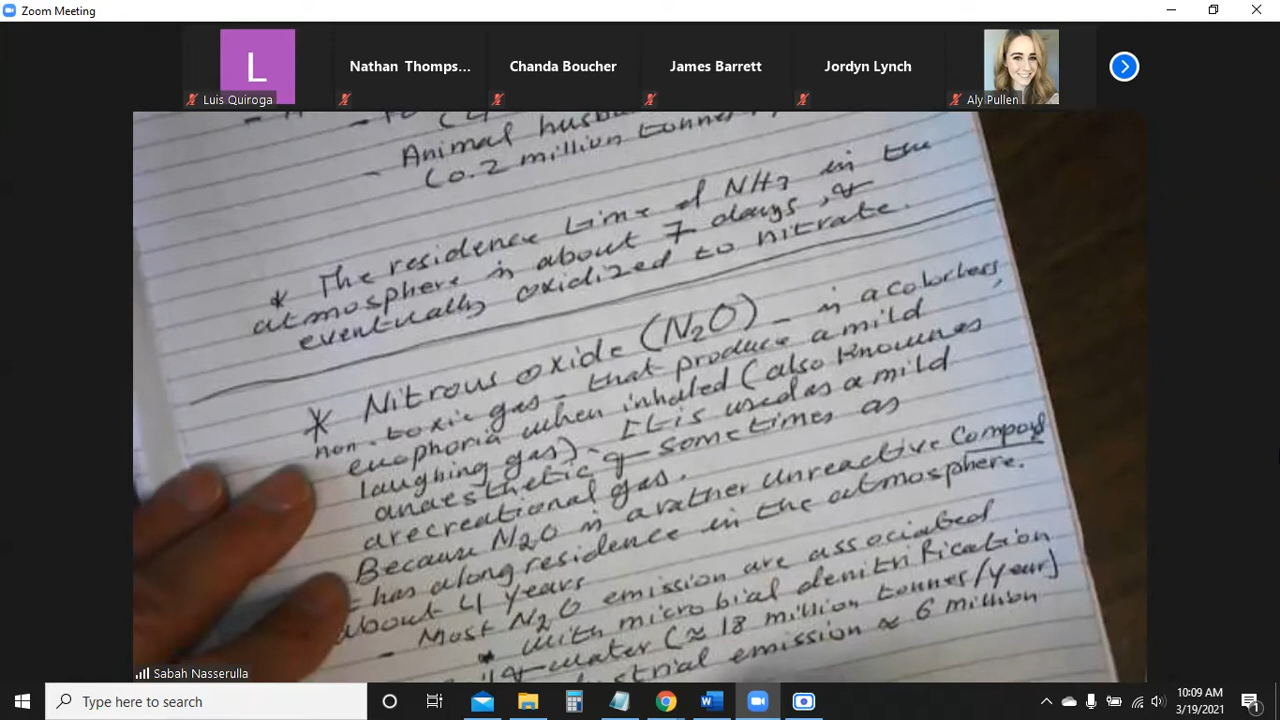 Zoom Meeting
L
Nathan Thomps...
Chanda Boucher
James Barrett
Jordyn Lynch
Luis Quiroga
Aly Pullen
- Animal
(0.2 million tonnes
* The residence time of NH3 in the
atmosphere is about 7 days, &
eventually oxidized to nitrate.
* Nitrous oxide (N2O) - is a colorless,
non-toxic gas - that produce a mild
euophoria when inhaled (also known as
laughing gas) - It is used as a mild
anaesthetic & sometimes as
a recreational gas.
Because N2O is a rather unreactive Compound
has a long residence in the atmosphere.
about 4 years
- Most N2O emission are associated
with microbial denitrification
& water (≈ 18 million tonnes/year)
emission ≈ 6 million
Sabah Nasserulla
Type here to search
10:09 AM
3/19/2021
1